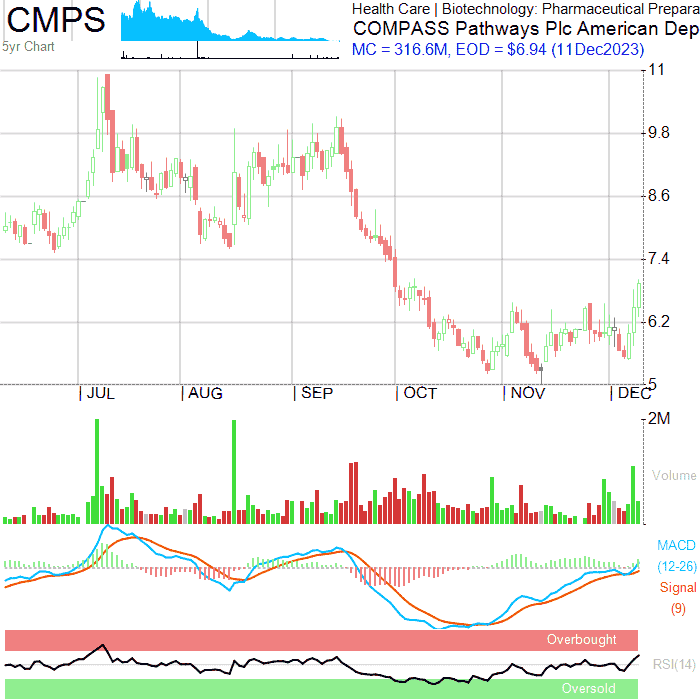 CMPS
5yr Chart
Health Care | Biotechnology: Pharmaceutical Prepara
COMPASS Pathways Plc American Dep
MC = 316.6M, EOD = $6.94 (11Dec2023)
11
9.8
8.6
7.4
6.2
5
JUL
AUG
SEP
OCT
NOV
DEC
2M
Volume
MACD
(12-26)
Signal
(9)
Overbought
RSI(14)
Oversold